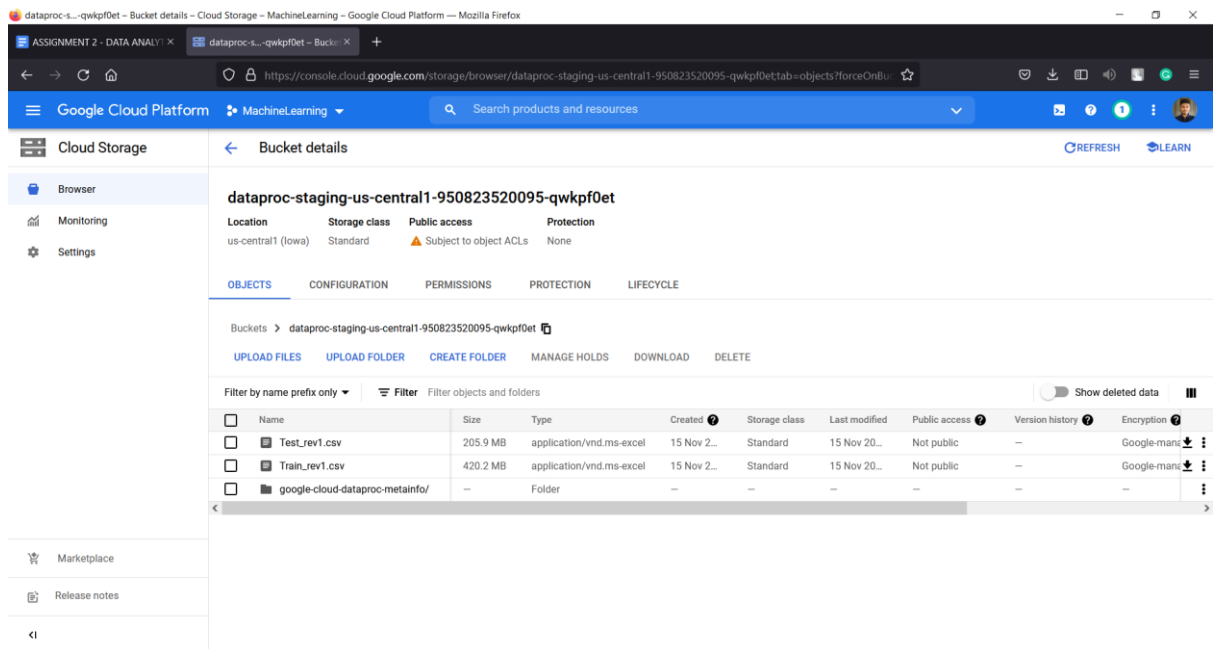 dataproc-s...-qwkpf0et – Bucket details – Cloud Storage – MachineLearning – Google Cloud Platform — Mozilla Firefox
ASSIGNMENT 2 - DATA ANALYT
dataproc-s...-qwkpf0et – Bucket
https://console.cloud.google.com/storage/browser/dataproc-staging-us-central1-950823520095-qwkpf0et;tab=objects?forceOnBuc
Google Cloud Platform
MachineLearning
Search products and resources
1
Cloud Storage
Bucket details
REFRESH
LEARN
Browser
Monitoring
Settings
dataproc-staging-us-central1-950823520095-qwkpf0et
Location Storage class Public access Protection
us-central1 (Iowa) Standard Subject to object ACLs None
OBJECTS CONFIGURATION PERMISSIONS PROTECTION LIFECYCLE
Buckets > dataproc-staging-us-central1-950823520095-qwkpf0et
UPLOAD FILES UPLOAD FOLDER CREATE FOLDER MANAGE HOLDS DOWNLOAD DELETE
Filter by name prefix only Filter Filter objects and folders Show deleted data
Name Size Type Created Storage class Last modified Public access Version history Encryption
Test_rev1.csv 205.9 MB application/vnd.ms-excel 15 Nov 2... Standard 15 Nov 20... Not public — Google-mana
Train_rev1.csv 420.2 MB application/vnd.ms-excel 15 Nov 2... Standard 15 Nov 20... Not public — Google-mana
google-cloud-dataproc-metainfo/ — Folder — — — — — —
Marketplace
Release notes